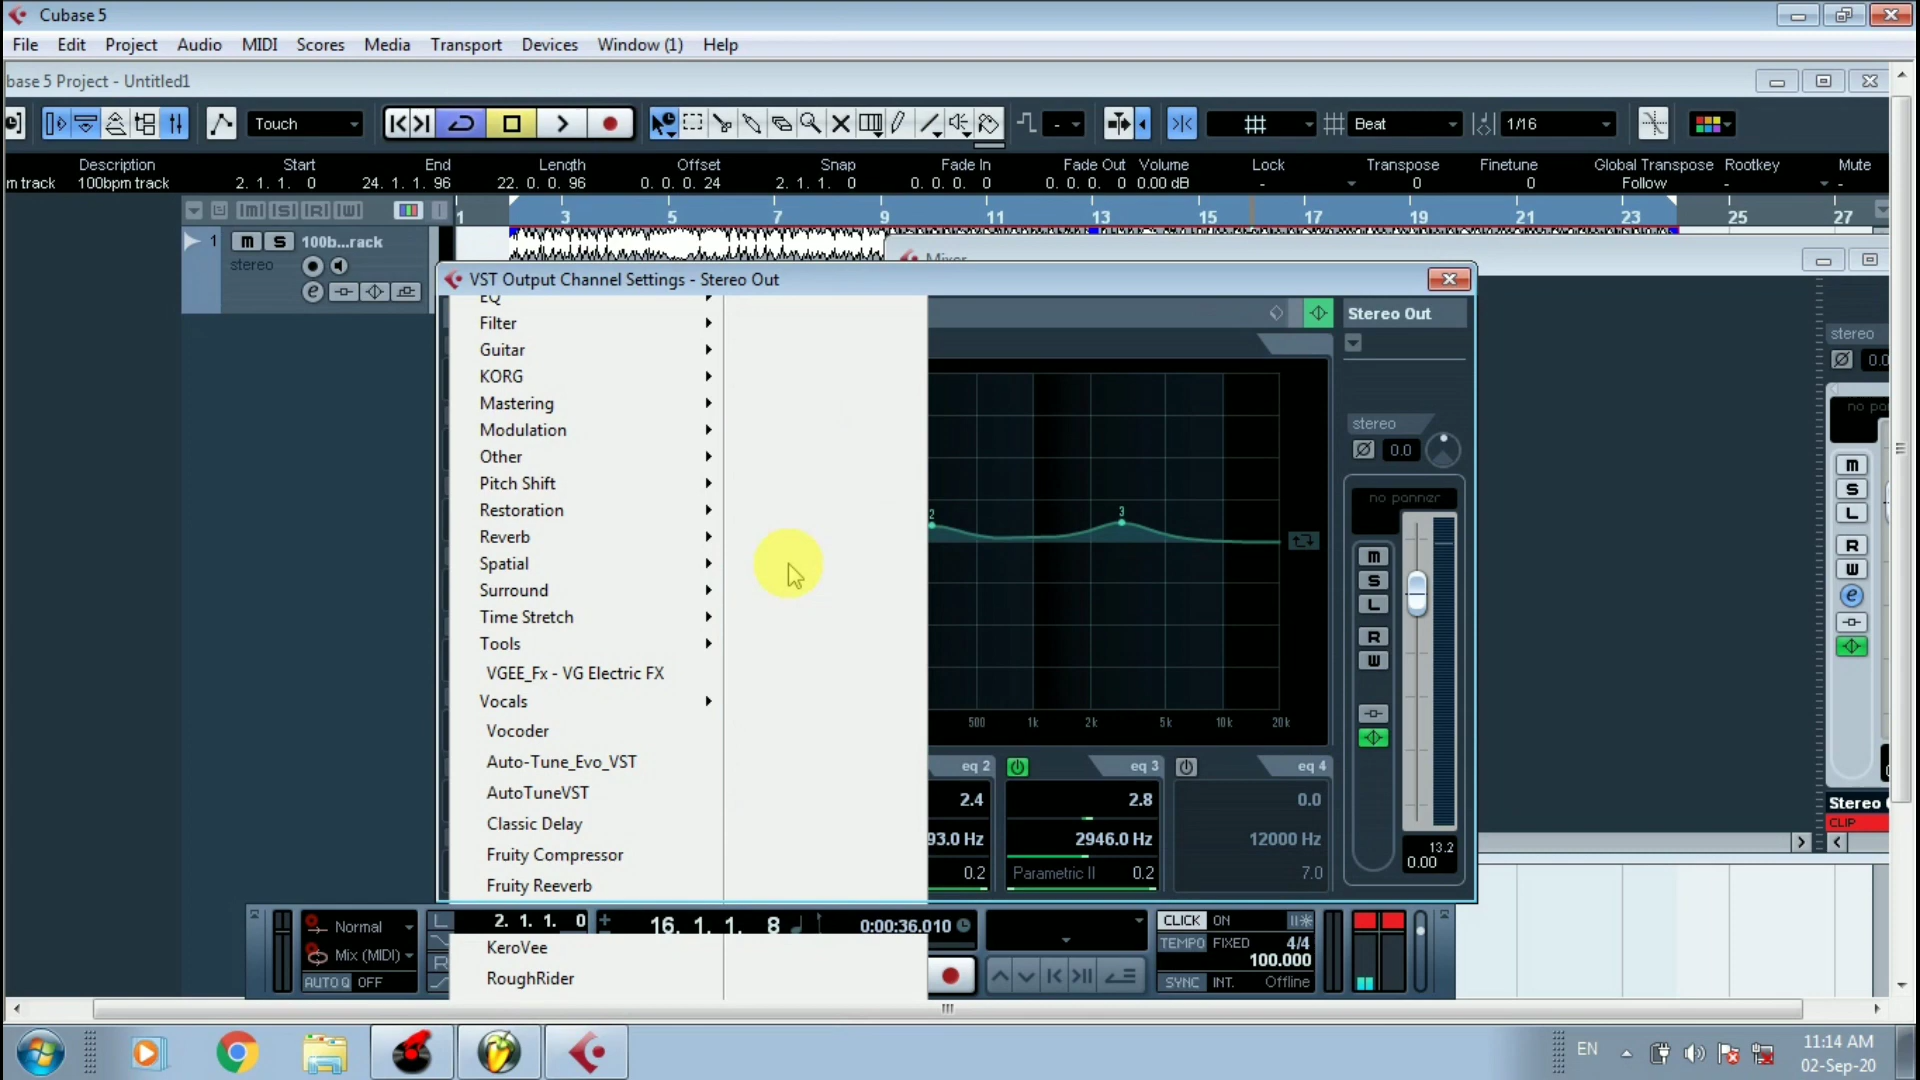 Cubase 5
File Edit Project Audio MIDI Scores Media Transport Devices Window (1) Help
base 5 Project - Untitled1
Touch
- Beat 1/16
Description Start End Length Offset Snap Fade In Fade Out Volume Lock Transpose Finetune Global Transpose Rootkey Mute
m track 100bpm track 2. 1. 1. 0 24. 1. 1. 96 22. 0. 0. 96 0. 0. 0. 24 2. 1. 1. 0 0. 0. 0. 0 0. 0. 0. 0 0.00 dB - 0 0 Follow - -
M S R W
1 3 5 7 9 11 13 15 17 19 21 23 25 27
1 m S 100b...rack
stereo
e
Mixer
VST Output Channel Settings - Stereo Out
EQ
Filter
Guitar
KORG
Mastering
Modulation
Other
Pitch Shift
Restoration
Reverb
Spatial
Surround
Time Stretch
Tools
VGEE_Fx - VG Electric FX
Vocals
Vocoder
Auto-Tune_Evo_VST
AutoTuneVST
Classic Delay
Fruity Compressor
Fruity Reeverb
KeroVee
RoughRider
2 3
500 1k 2k 5k 10k 20k
eq 2 eq 3 eq 4
2.4 2.8 0.0
93.0 Hz 2946.0 Hz 12000 Hz
0.2 Parametric II 0.2 7.0
Stereo Out
stereo
0.0
no panner
m
S
L
R
W
13.2
0.00
stereo
0.0
no pa
m
S
L
R
W
e
Stereo
CLIP
Normal
Mix (MIDI)
AUTO Q OFF
L 2. 1. 1. 0
R
16. 1. 1. 8 0:00:36.010
CLICK ON
TEMPO FIXED 4/4
100.000
SYNC INT. Offline
EN
11:14 AM
02-Sep-20